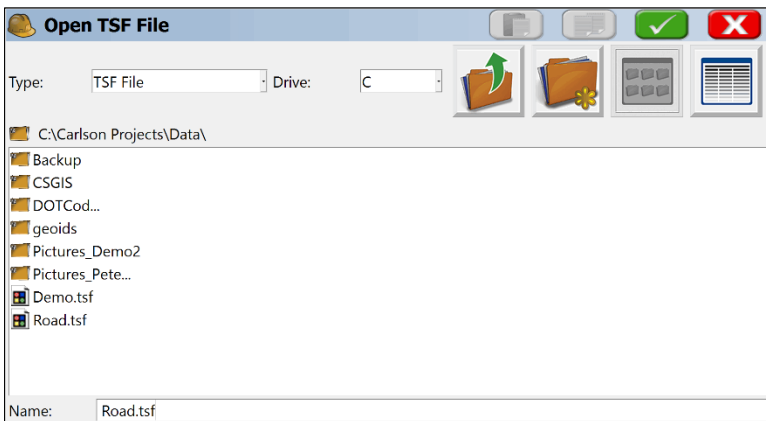 Open TSF File
Type: TSF File Drive: C
C:\Carlson Projects\Data\
Backup
CSGIS
DOTCod...
geoids
Pictures_Demo2
Pictures_Pete...
Demo.tsf
Road.tsf
Name: Road.tsf